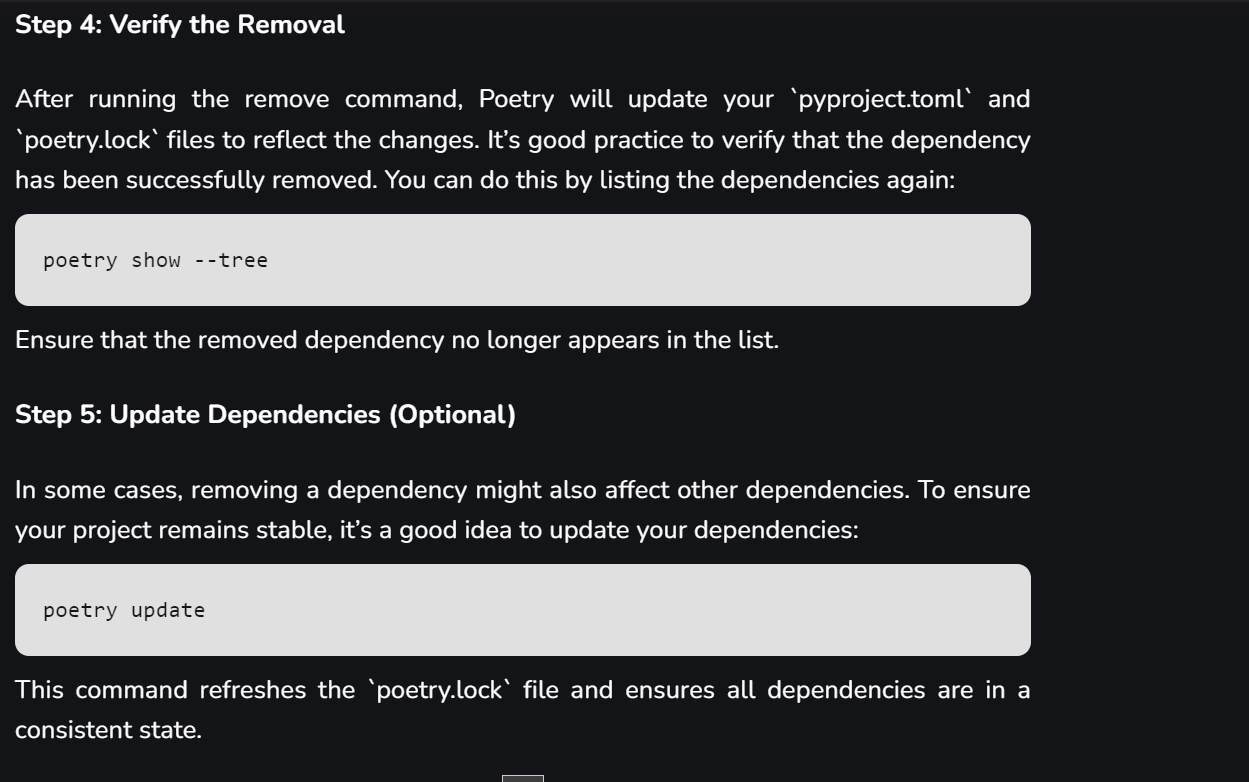 Step 4: Verify the Removal
After running the remove command, Poetry will update your `pyproject.toml` and
`poetry.lock` files to reflect the changes. It’s good practice to verify that the dependency
has been successfully removed. You can do this by listing the dependencies again:
poetry show --tree
Ensure that the removed dependency no longer appears in the list.
Step 5: Update Dependencies (Optional)
In some cases, removing a dependency might also affect other dependencies. To ensure
your project remains stable, it’s a good idea to update your dependencies:
poetry update
This command refreshes the `poetry.lock` file and ensures all dependencies are in a
consistent state.